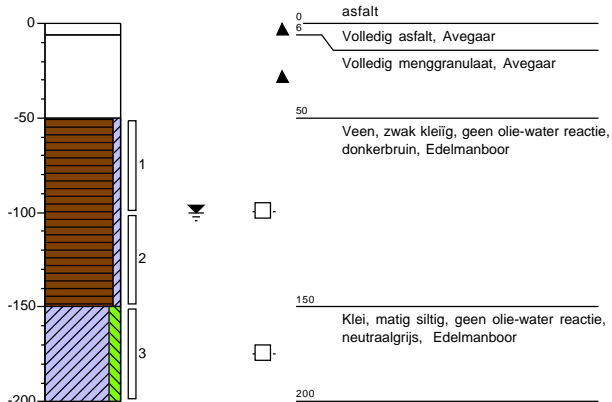 asfalt
0
0
6
Volledig asfalt, Avegaar
Volledig menggranulaat, Avegaar
-50
50
Veen, zwak kleiïg, geen olie-water reactie,
donkerbruin, Edelmanboor
1
-100
2
-150
150
Klei, matig siltig, geen olie-water reactie,
neutraalgrijs, Edelmanboor
3
-200
200